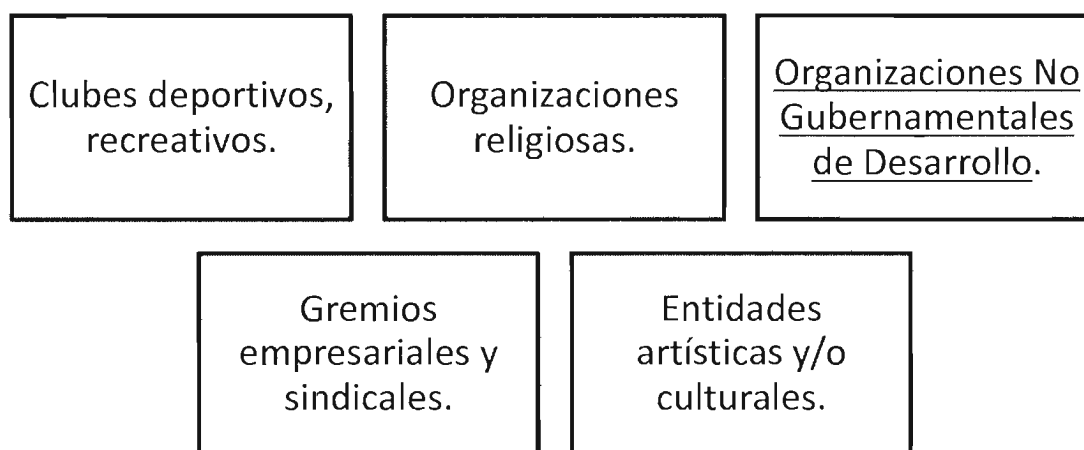 Clubes deportivos,
recreativos.
Organizaciones
religiosas.
Organizaciones No
Gubernamentales
de Desarrollo.
Gremios
empresariales y
sindicales.
Entidades
artísticas y/o
culturales.